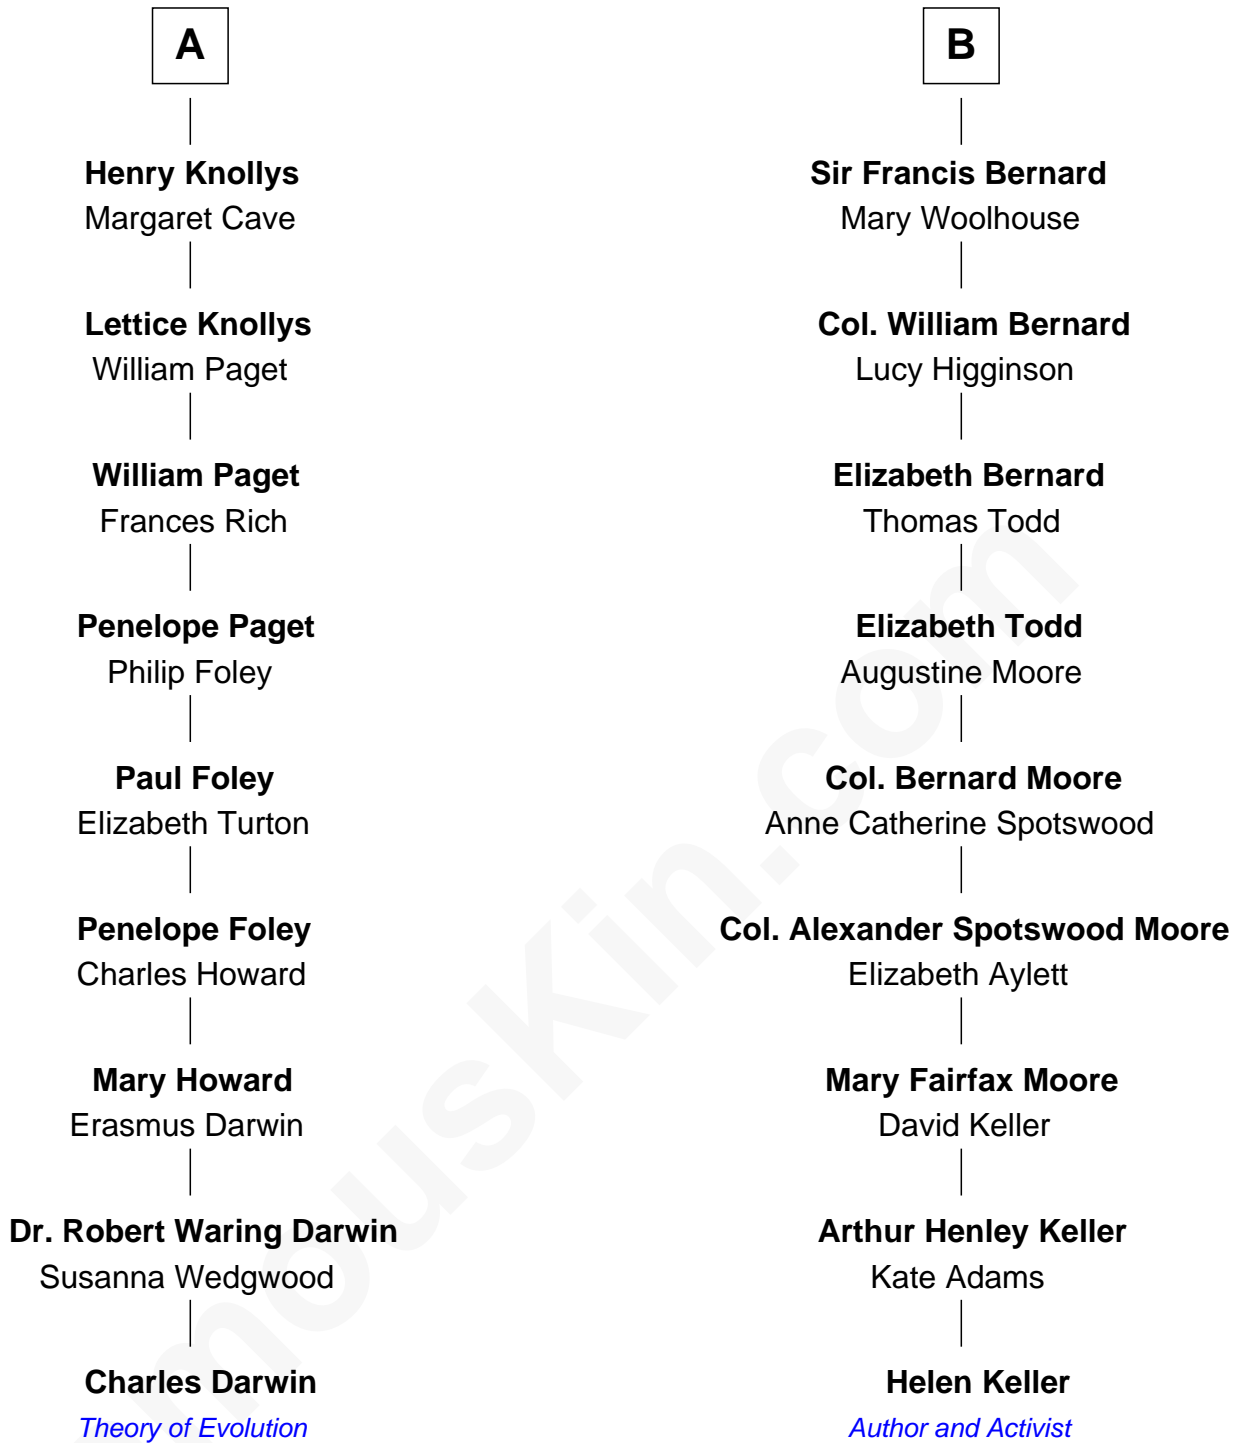 A
Henry Knollys
Margaret Cave
Lettice Knollys
William Paget
William Paget
Frances Rich
Penelope Paget
Philip Foley
Paul Foley
Elizabeth Turton
Penelope Foley
Charles Howard
Mary Howard
Erasmus Darwin
Dr. Robert Waring Darwin
Susanna Wedgwood
Charles Darwin
Theory of Evolution
B
Sir Francis Bernard
Mary Woolhouse
Col. William Bernard
Lucy Higginson
Elizabeth Bernard
Thomas Todd
Elizabeth Todd
Augustine Moore
Col. Bernard Moore
Anne Catherine Spotswood
Col. Alexander Spotswood Moore
Elizabeth Aylett
Mary Fairfax Moore
David Keller
Arthur Henley Keller
Kate Adams
Helen Keller
Author and Activist
mousKin.com